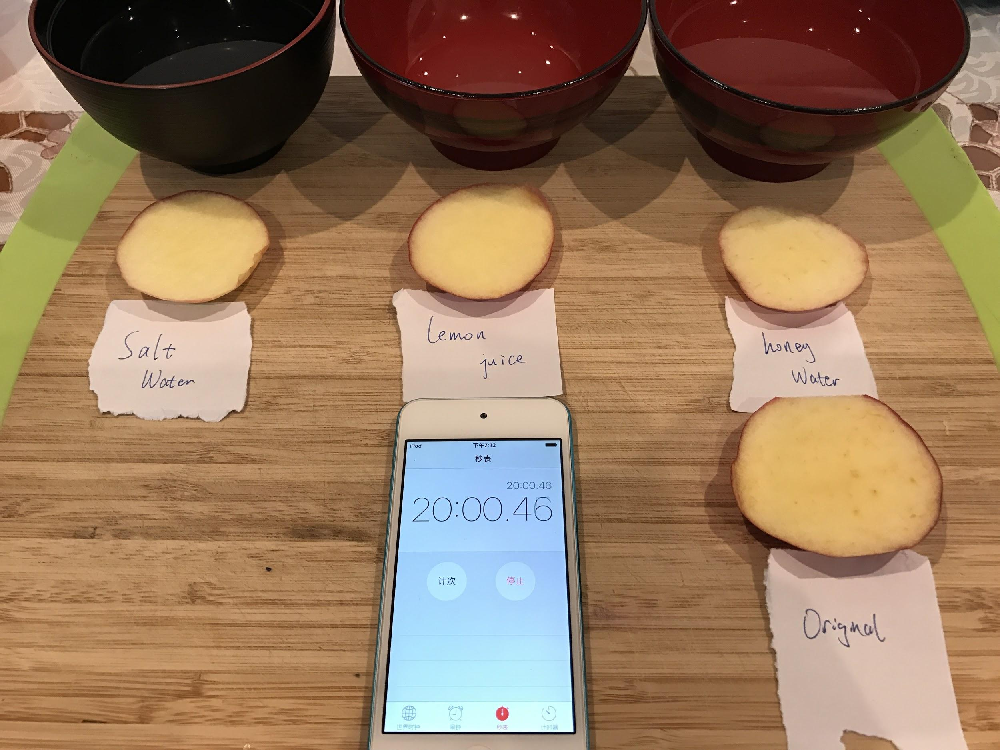 Salt
Water
Lemon
juice
honey
Water
iPod 下午7:12
秒表
20:00.46
20:00.46
计次 停止
世界时钟 闹钟 秒表 计时器
Original